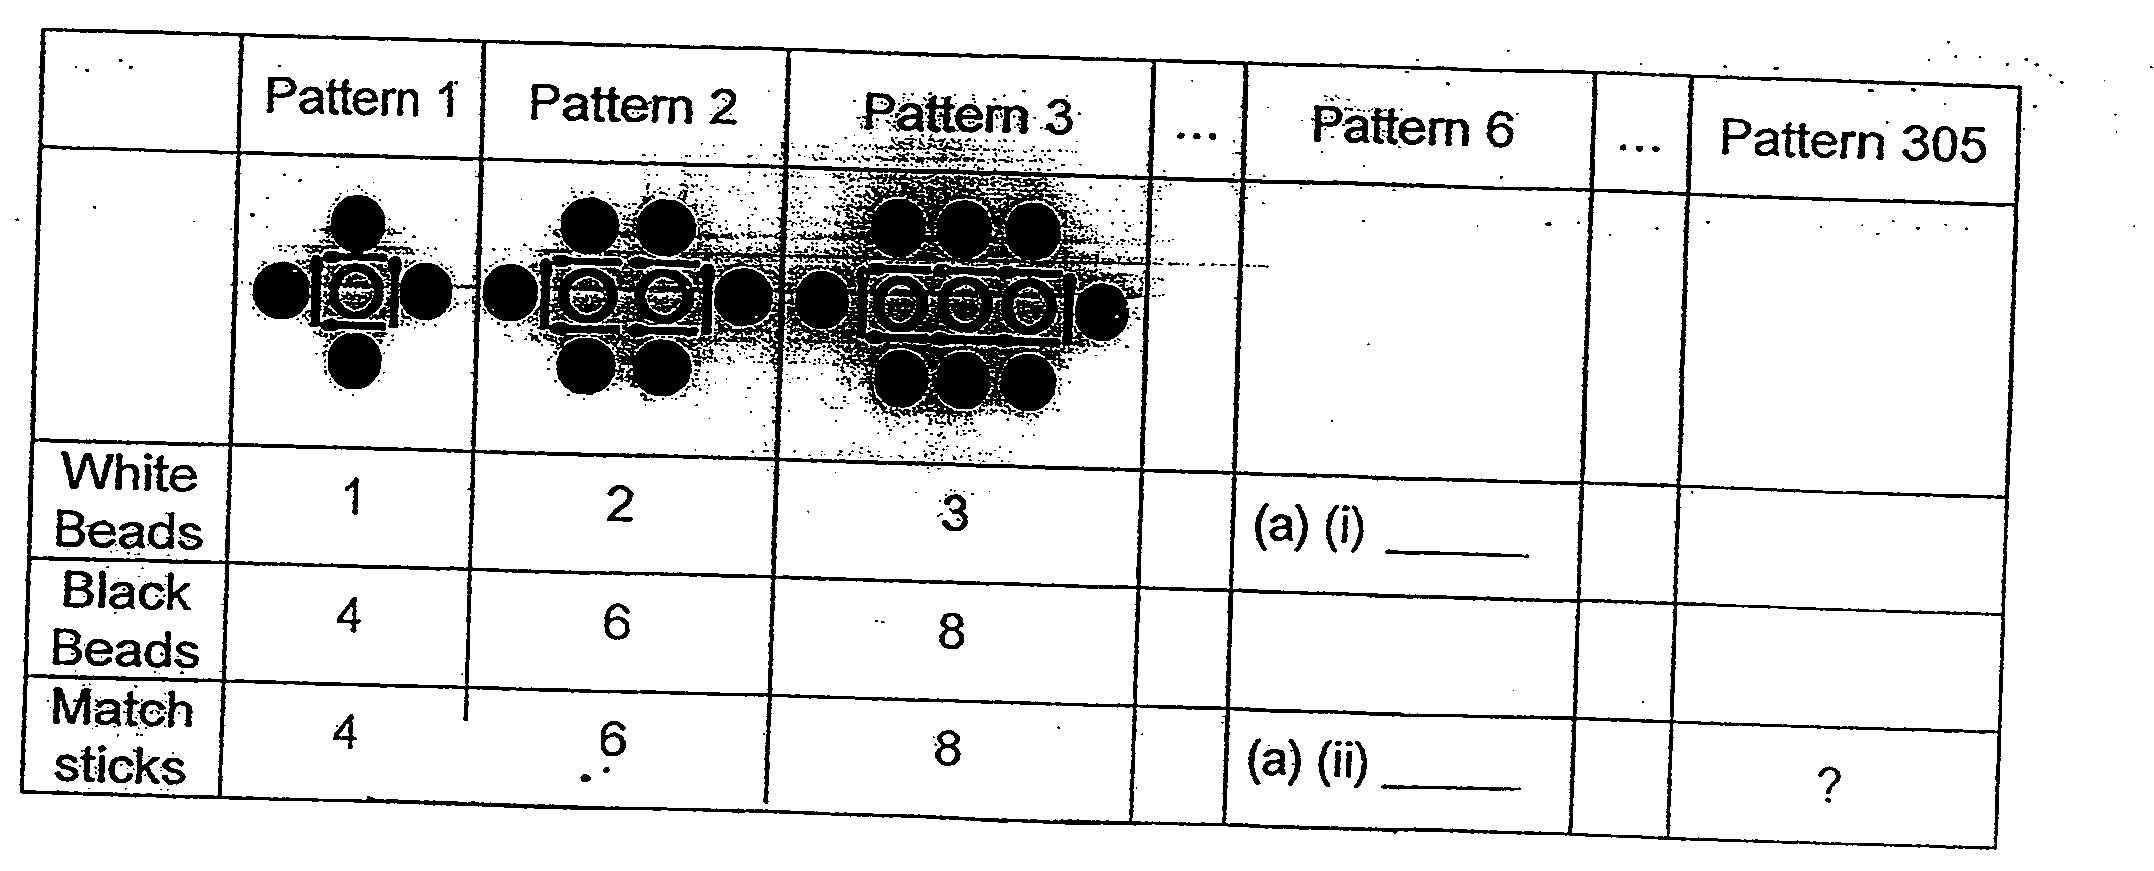 Pattern 1 Pattern 2 Pattern 3 ... Pattern 6 ... Pattern 305
White Beads 1 2 3 (a) (i) ______
Black Beads 4 6 8
Match sticks 4 6 8 (a) (ii) ______ ?